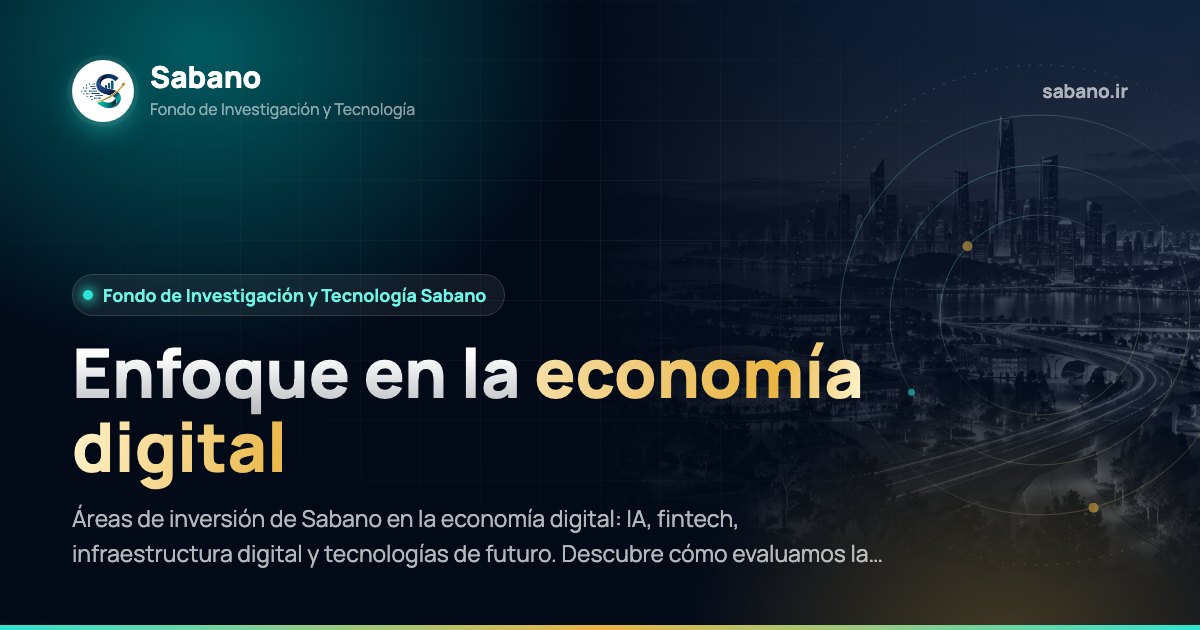 Sabano
Fondo de Investigación y Tecnología
sabano.ir
Fondo de Investigación y Tecnología Sabano
Enfoque en la economía
digital
Áreas de inversión de Sabano en la economía digital: IA, fintech,
infraestructura digital y tecnologías de futuro. Descubre cómo evaluamos la...